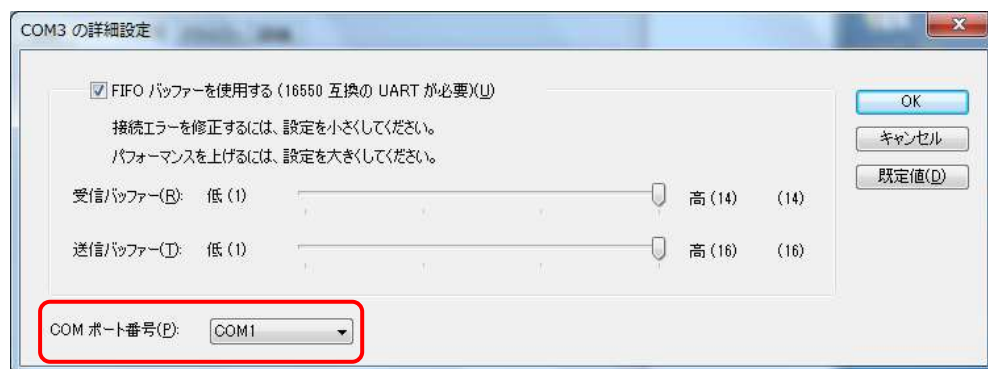 COM3 の詳細設定
FIFO バッファーを使用する (16550 互換の UART が必要)(U)
接続エラーを修正するには、設定を小さくしてください。
パフォーマンスを上げるには、設定を大きくしてください。
受信バッファー(R): 低 (1) 高 (14) (14)
送信バッファー(T): 低 (1) 高 (16) (16)
COM ポート番号(P): COM1
OK
キャンセル
既定値(D)